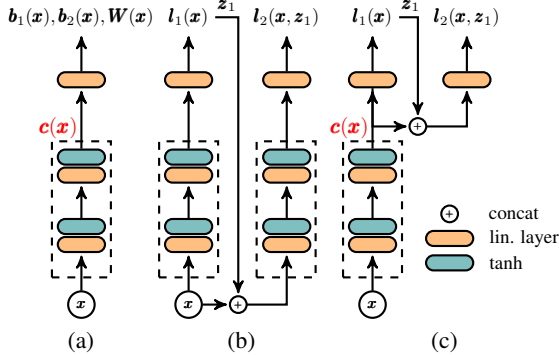 b₁(x), b₂(x), W(x)
l₁(x)
z₁
l₂(x, z₁)
l₁(x)
z₁
l₂(x, z₁)
c(x)
c(x)
+
+
+ concat
lin. layer
tanh
x
x
+
x
(a)
(b)
(c)